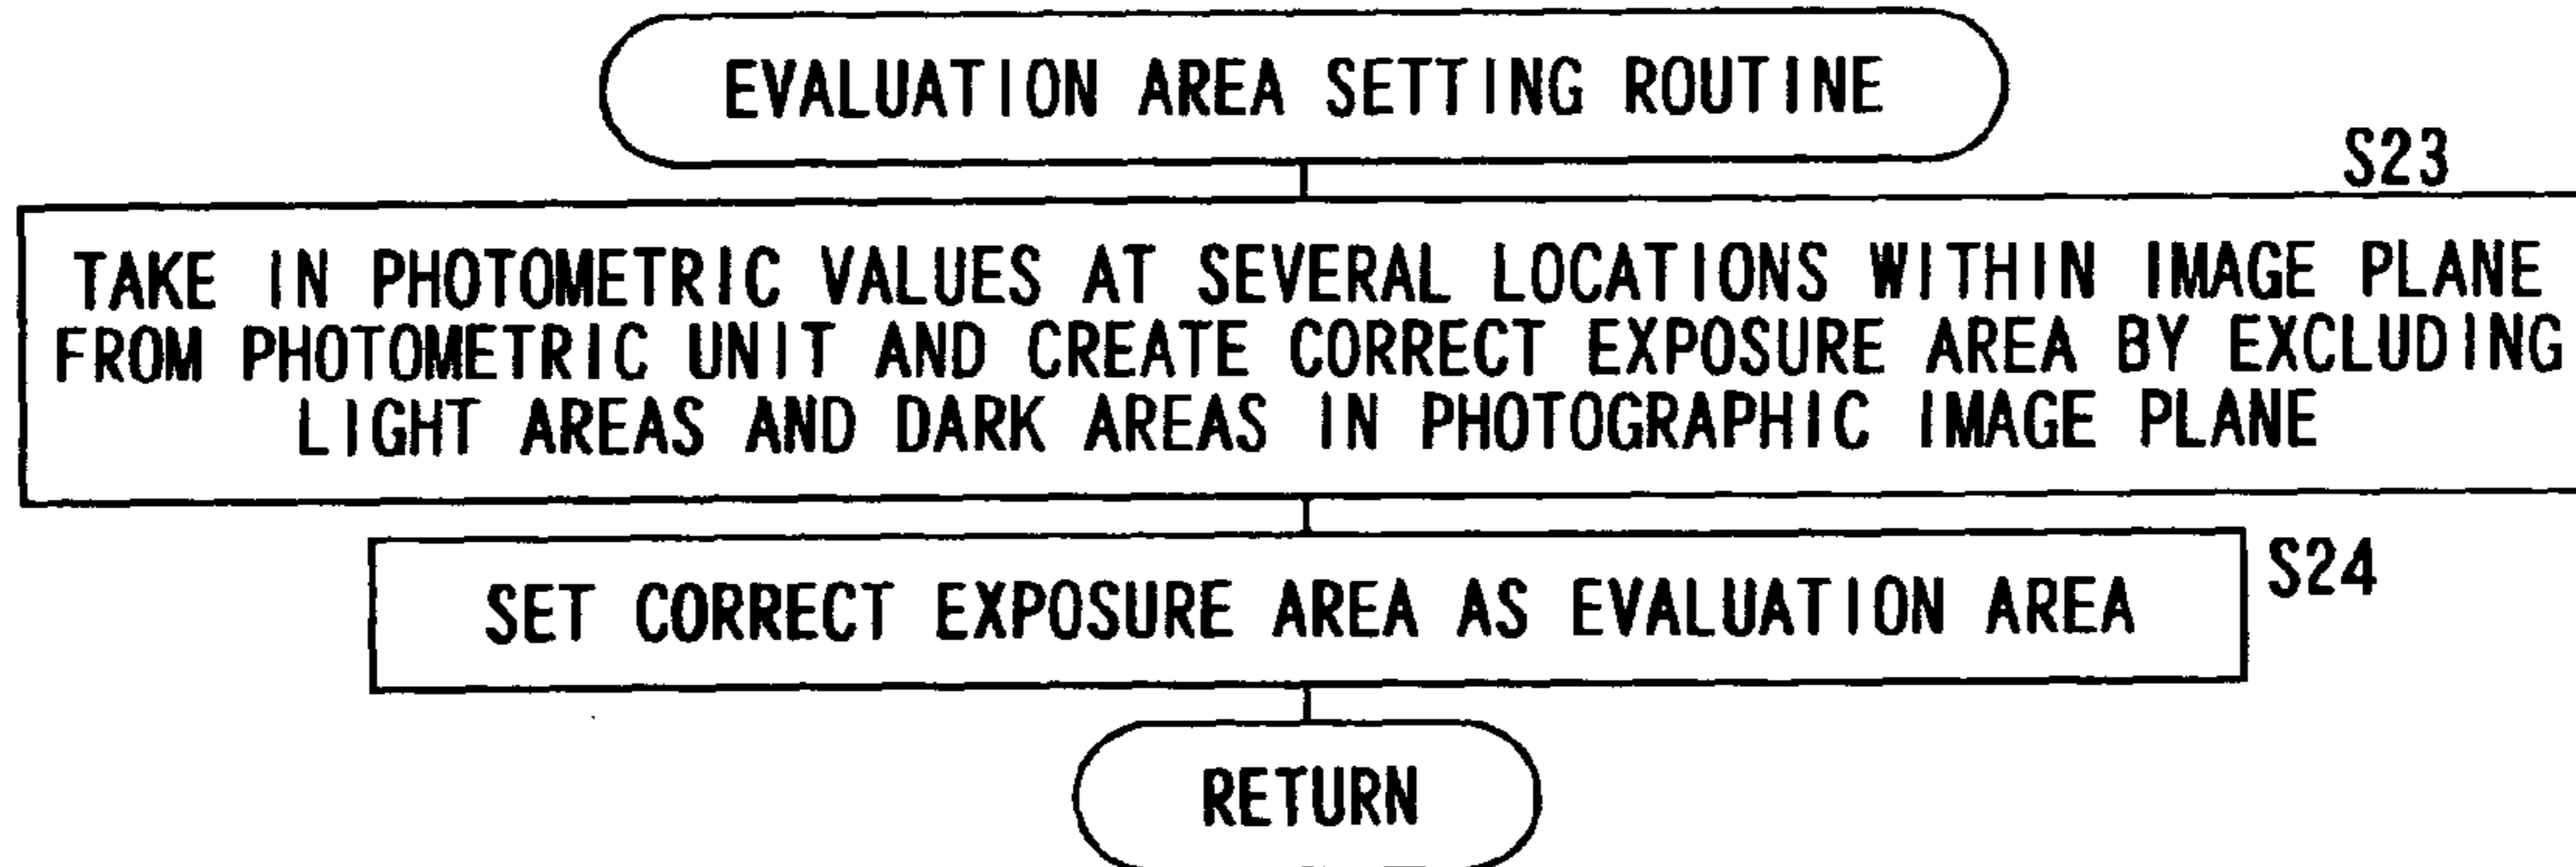 EVALUATION AREA SETTING ROUTINE
S23
TAKE IN PHOTOMETRIC VALUES AT SEVERAL LOCATIONS WITHIN IMAGE PLANE
FROM PHOTOMETRIC UNIT AND CREATE CORRECT EXPOSURE AREA BY EXCLUDING
LIGHT AREAS AND DARK AREAS IN PHOTOGRAPHIC IMAGE PLANE
SET CORRECT EXPOSURE AREA AS EVALUATION AREA
S24
RETURN